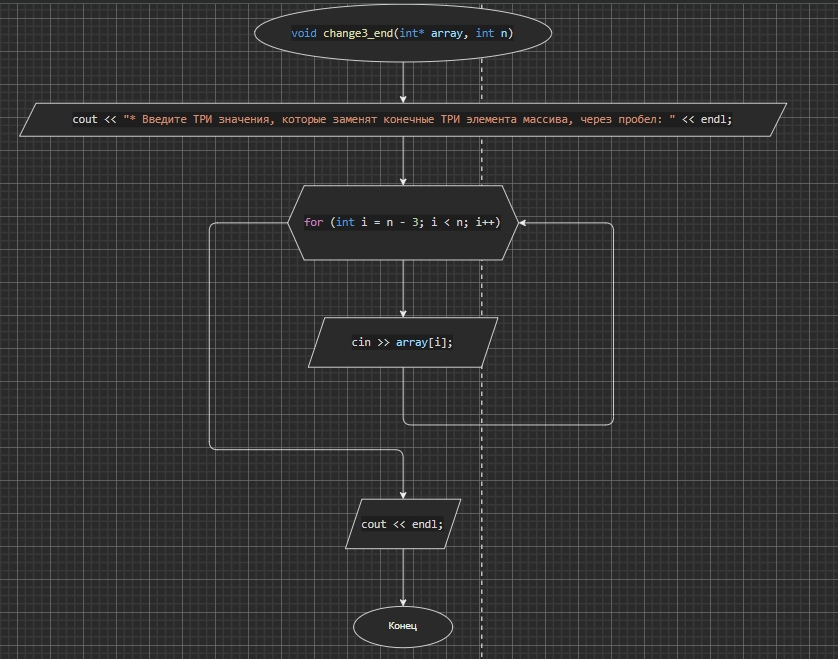 void change3_end(int* array, int n)
cout << "* Введите ТРИ значения, которые заменят конечные ТРИ элемента массива, через пробел: " << endl;
for (int i = n - 3; i < n; i++)
cin >> array[i];
cout << endl;
Конец